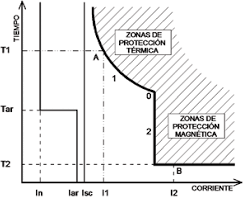 TIEMPO
ZONAS DE
PROTECCIÓN
TÉRMICA
T1
A
1
0
Tar
2
ZONAS DE
PROTECCIÓN
MAGNÉTICA
T2
B
In
Iar
Isc
I1
I2
CORRIENTE